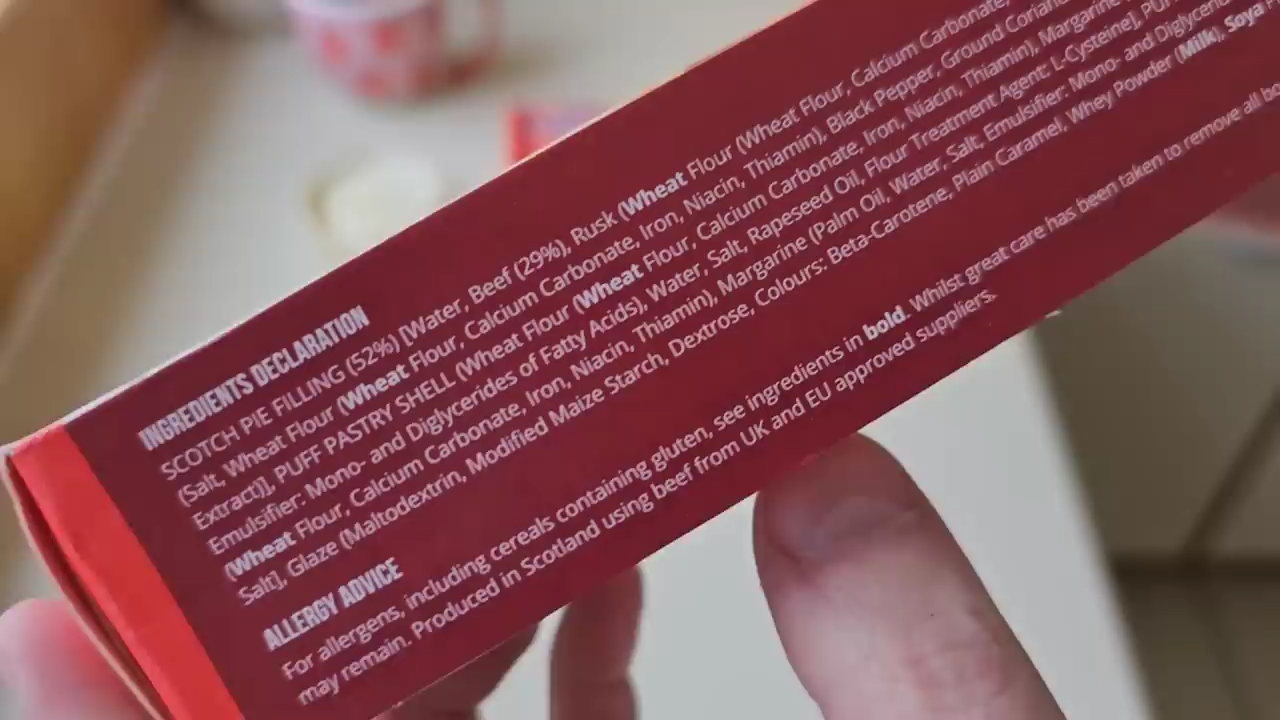 INGREDIENTS DECLARATION
SCOTCH PIE FILLING (52%) [Water, Beef (29%), Rusk (Wheat Flour (Wheat Flour, Calcium Carbonate,
(Salt, Wheat Flour (Wheat Flour, Calcium Carbonate, Iron, Niacin, Thiamin), Black Pepper, Ground
Extract)], PUFF PASTRY SHELL (Wheat Flour (Wheat Flour, Calcium Carbonate, Iron, Niacin, Thiamin), Margarine
Emulsifier: Mono- and Diglycerides of Fatty Acids), Water, Salt, Rapeseed Oil, Flour Treatment Agent: L-Cysteine],
(Wheat Flour, Calcium Carbonate, Iron, Niacin, Thiamin), Margarine (Palm Oil, Water, Salt, Emulsifier: Mono- and
Salt], Glaze (Maltodextrin, Modified Maize Starch, Dextrose, Colours: Beta-Carotene, Plain Caramel, Whey Powder (Milk), Soya
ALLERGY ADVICE
For allergens, including cereals containing gluten, see ingredients in bold. Whilst great care has been taken to remove all
may remain. Produced in Scotland using beef from UK and EU approved suppliers.